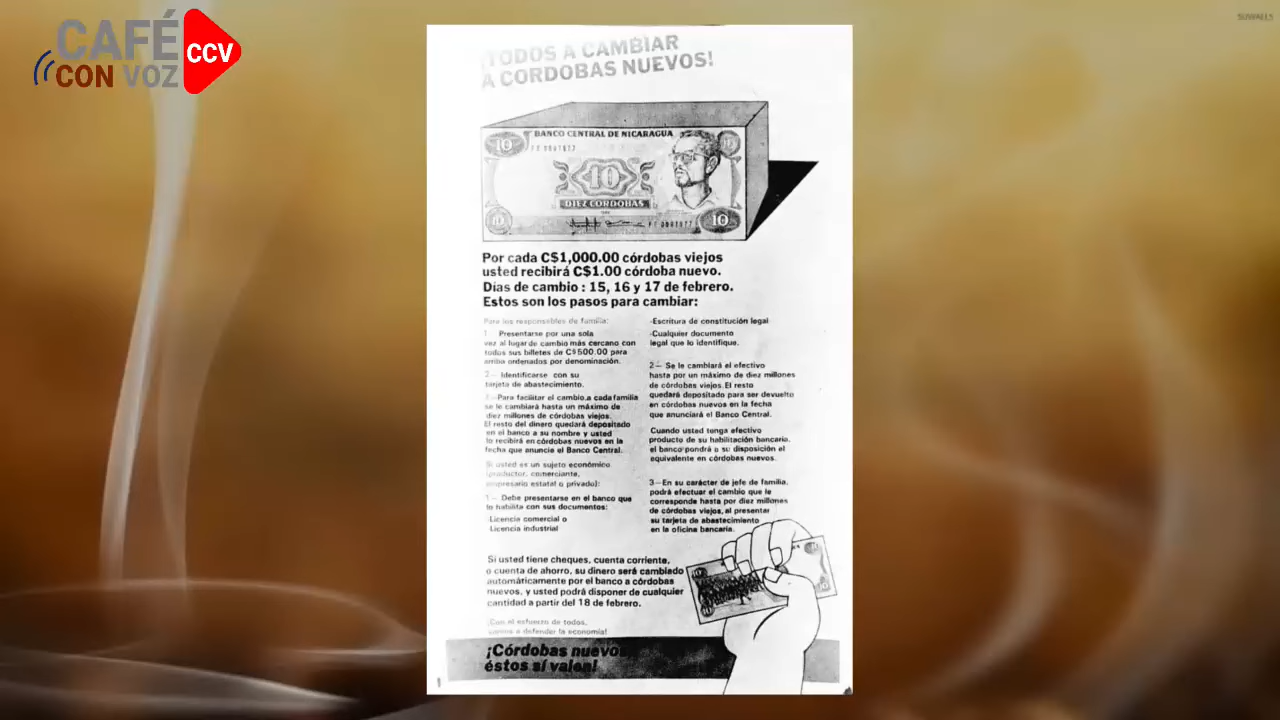 CAFÉ
CON VOZ
CCV
SUWALLS
¡TODOS A CAMBIAR
A CORDOBAS NUEVOS!
BANCO CENTRAL DE NICARAGUA
10
10
DIEZ CORDOBAS
10
10
Por cada C$1,000.00 córdobas viejos
usted recibirá C$1.00 córdoba nuevo.
Días de cambio : 15, 16 y 17 de febrero.
Estos son los pasos para cambiar:
Para los responsables de familia:
1 Presentarse por una sola
vez al lugar de cambio más cercano con
todos sus billetes de C$500.00 para
arriba ordenados por denominación.
2— Identificarse con su
tarjeta de abastecimiento.
—Para facilitar el cambio,a cada familia
se le cambiará hasta un máximo de
diez millones de córdobas viejos.
El resto del dinero quedará depositado
en el banco a su nombre y usted
lo recibirá en córdobas nuevos en la
fecha que anuncie el Banco Central.
Si usted es un sujeto económico
(productor, comerciante,
empresario estatal o privado):
1— Debe presentarse en el banco que
lo habilita con sus documentos:
-Licencia comercial o
Licencia industrial
-Escritura de constitución legal
-Cualquier documento
legal que lo identifique.
2— Se le cambiará el efectivo
hasta por un máximo de diez millones
de córdobas viejos. El resto
quedará depositado para ser devuelto
en córdobas nuevos en la fecha
que anunciará el Banco Central.
Cuando usted tenga efectivo
producto de su habilitación bancaria,
el banco pondrá a su disposición el
equivalente en córdobas nuevos.
3—En su carácter de jefe de familia,
podrá efectuar el cambio que le
corresponde hasta por diez millones
de córdobas viejos, al presentar
su tarjeta de abastecimiento
en la oficina bancaria.
Si usted tiene cheques, cuenta corriente,
o cuenta de ahorro, su dinero será cambiado
automáticamente por el banco a córdobas
nuevos, y usted podrá disponer de cualquier
cantidad a partir del 18 de febrero.
¡Con el esfuerzo de todos,
vamos a defender la economía!
¡Córdobas nuevos
éstos sí valen!